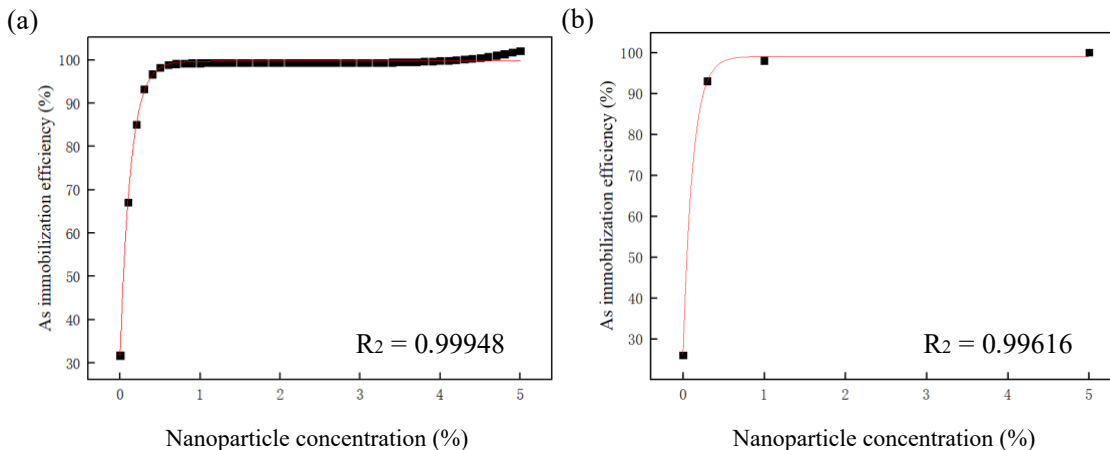 (a)
As immobilization efficiency (%)
100
90
80
70
60
50
40
30
R2 = 0.99948
0 1 2 3 4 5
Nanoparticle concentration (%)
(b)
As immobilization efficiency (%)
100
90
80
70
60
50
40
30
R2 = 0.99616
0 1 2 3 4 5
Nanoparticle concentration (%)